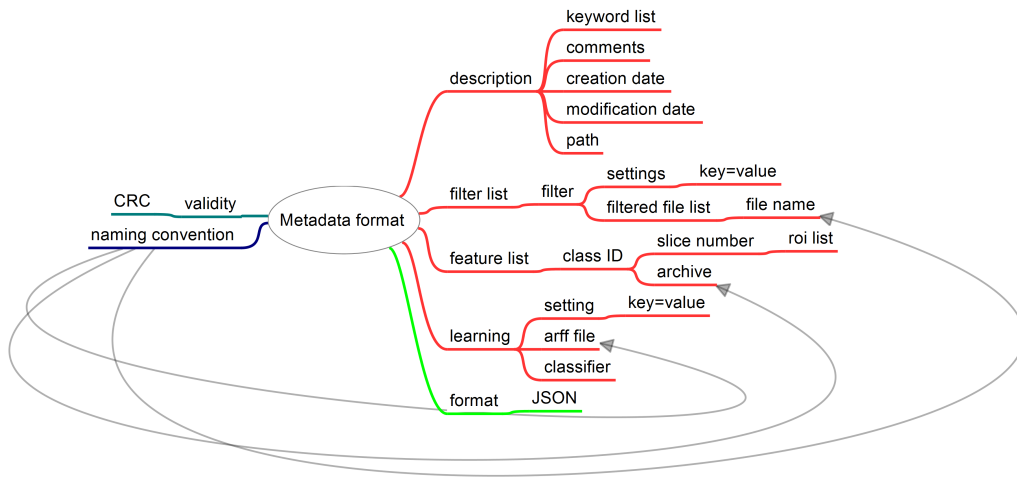 keyword list
comments
description
creation date
modification date
path
settings
key=value
filter list
filter
filtered file list
file name
CRC
validity
Metadata format
naming convention
slice number
roi list
feature list
class ID
archive
setting
key=value
learning
arff file
classifier
format
JSON